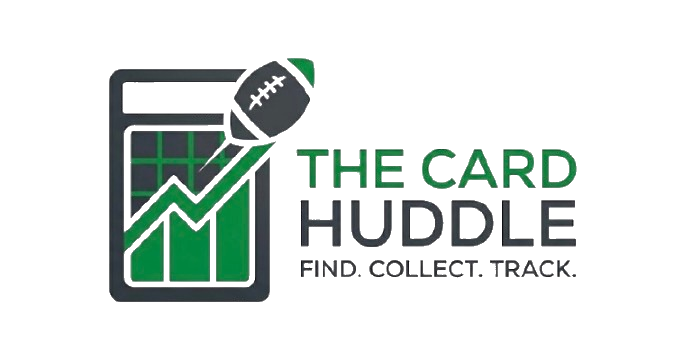 THE CARD
HUDDLE
FIND. COLLECT. TRACK.